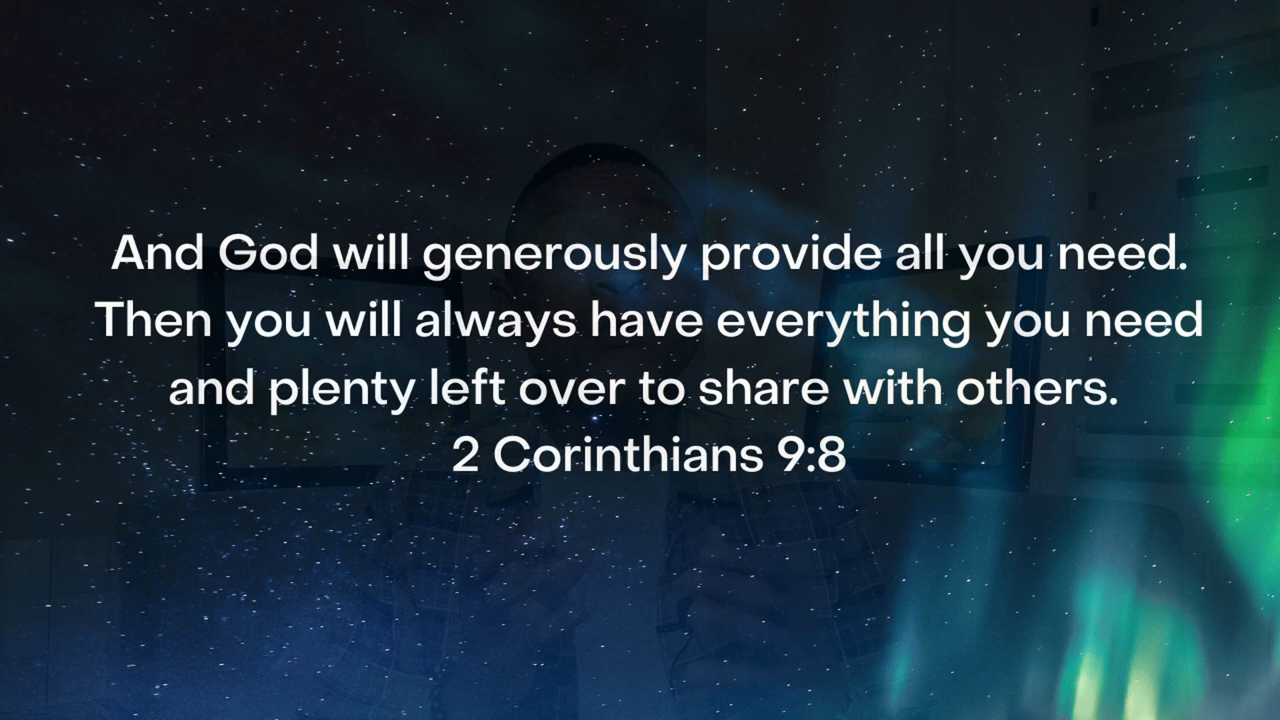 And God will generously provide all you need.
Then you will always have everything you need
and plenty left over to share with others.
2 Corinthians 9:8